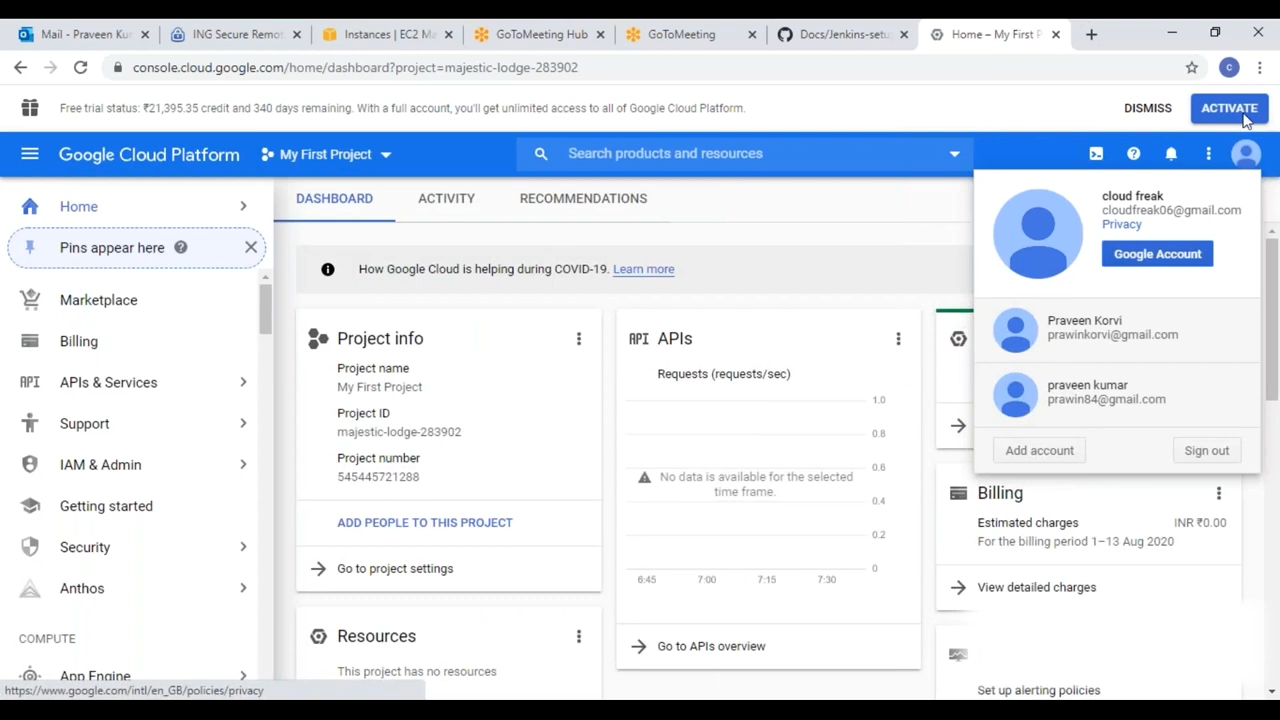 Mail - Praveen Kur
ING Secure Remo
Instances | EC2 Ma
GoToMeeting Hub
GoToMeeting
Docs/Jenkins-setu
Home – My First P
console.cloud.google.com/home/dashboard?project=majestic-lodge-283902
C
Free trial status: ₹21,395.35 credit and 340 days remaining. With a full account, you'll get unlimited access to all of Google Cloud Platform.
DISMISS
ACTIVATE
Google Cloud Platform
My First Project
Search products and resources
Home
Pins appear here
Marketplace
Billing
API APIs & Services
Support
IAM & Admin
Getting started
Security
Anthos
COMPUTE
App Engine
https://www.google.com/intl/en_GB/policies/privacy
DASHBOARD
ACTIVITY
RECOMMENDATIONS
How Google Cloud is helping during COVID-19. Learn more
Project info
Project name
My First Project
Project ID
majestic-lodge-283902
Project number
545445721288
ADD PEOPLE TO THIS PROJECT
Go to project settings
Resources
This project has no resources
API APIs
Requests (requests/sec)
1.0
0.8
0.6
No data is available for the selected
time frame.
0.4
0.2
0
6:45
7:00
7:15
7:30
Go to APIs overview
cloud freak
cloudfreak06@gmail.com
Privacy
Google Account
Praveen Korvi
prawinkorvi@gmail.com
praveen kumar
prawin84@gmail.com
Add account
Sign out
Billing
Estimated charges
INR ₹0.00
For the billing period 1–13 Aug 2020
View detailed charges
Set up alerting policies